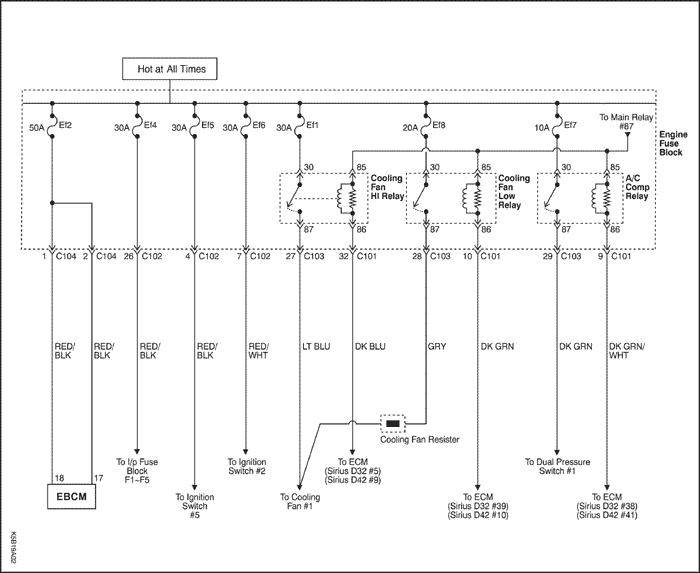 Hot at All Times
50A Ef2
30A Ef4
30A Ef5
30A Ef6
30A Ef1
20A Ef8
10A Ef7
To Main Relay
#87
Engine
Fuse
Block
30 85
30 85
30 85
Cooling
Fan
HI Relay
Cooling
Fan
Low
Relay
A/C
Comp
Relay
87 86
87 86
87 86
1 C104 2 C104 26 C102 4 C102 7 C102 27 C103 32 C101 28 C103 10 C101 29 C103 9 C101
RED/
BLK
RED/
BLK
RED/
BLK
RED/
BLK
RED/
WHT
LT BLU
DK BLU
GRY
DK GRN
DK GRN
DK GRN/
WHT
Cooling Fan Resister
18 17
EBCM
To I/p Fuse
Block
F1~F5
To Ignition
Switch
#5
To Ignition
Switch #2
To Cooling
Fan #1
To ECM
(Sirius D32 #5)
(Sirius D42 #9)
To ECM
(Sirius D32 #39)
(Sirius D42 #10)
To Dual Pressure
Switch #1
To ECM
(Sirius D32 #38)
(Sirius D42 #41)
K5B19A02